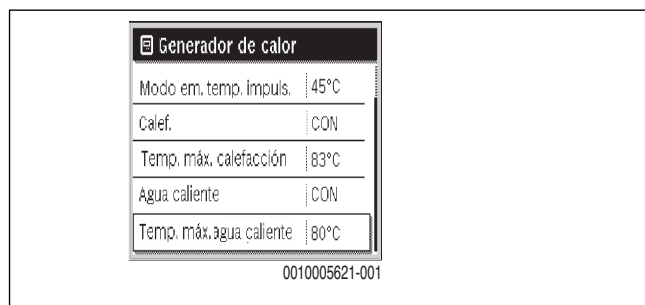 Generador de calor
Modo em. temp. impuls. 45°C
Calef. CON
Temp. máx. calefacción 83°C
Agua caliente CON
Temp. máx.agua caliente 80°C
0010005621-001